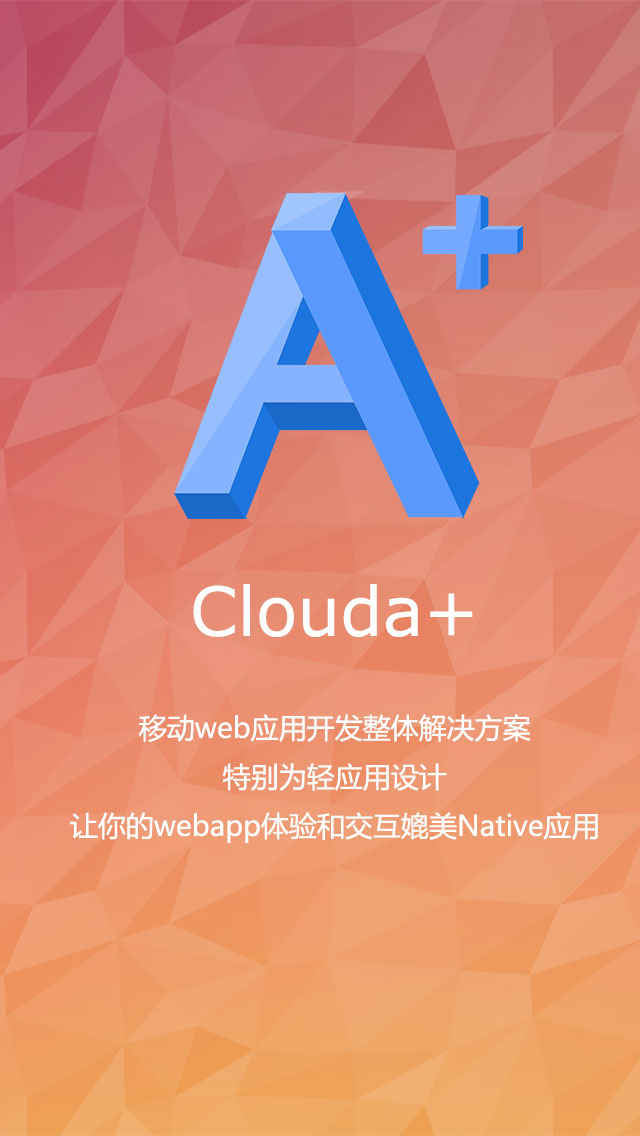 A+
Clouda+
移动web应用开发整体解决方案
特别为轻应用设计
让你的webapp体验和交互媲美Native应用